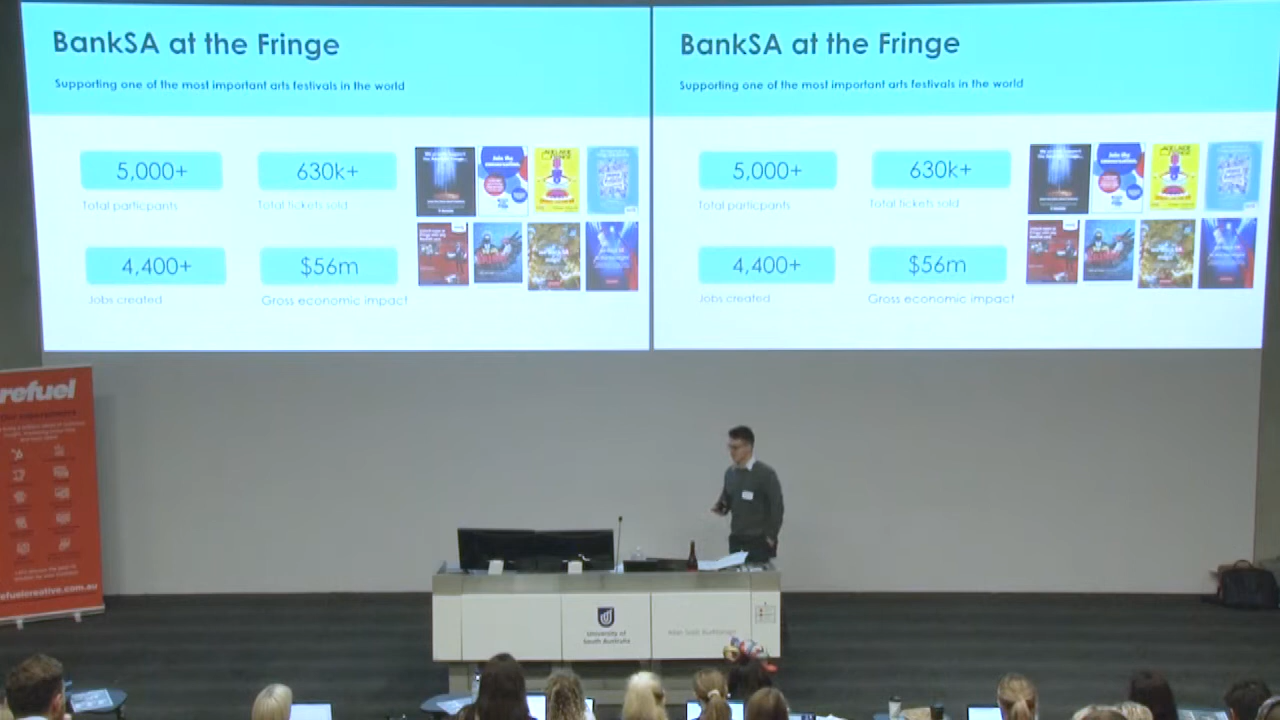 BankSA at the Fringe
Supporting one of the most important arts festivals in the world
5,000+
630k+
Total particpants
Total tickets sold
4,400+
$56m
Jobs created
Gross economic impact
BankSA at the Fringe
Supporting one of the most important arts festivals in the world
5,000+
630k+
Total particpants
Total tickets sold
4,400+
$56m
Jobs created
Gross economic impact
refuel
efuelcreative.com.au
University of
South Australia